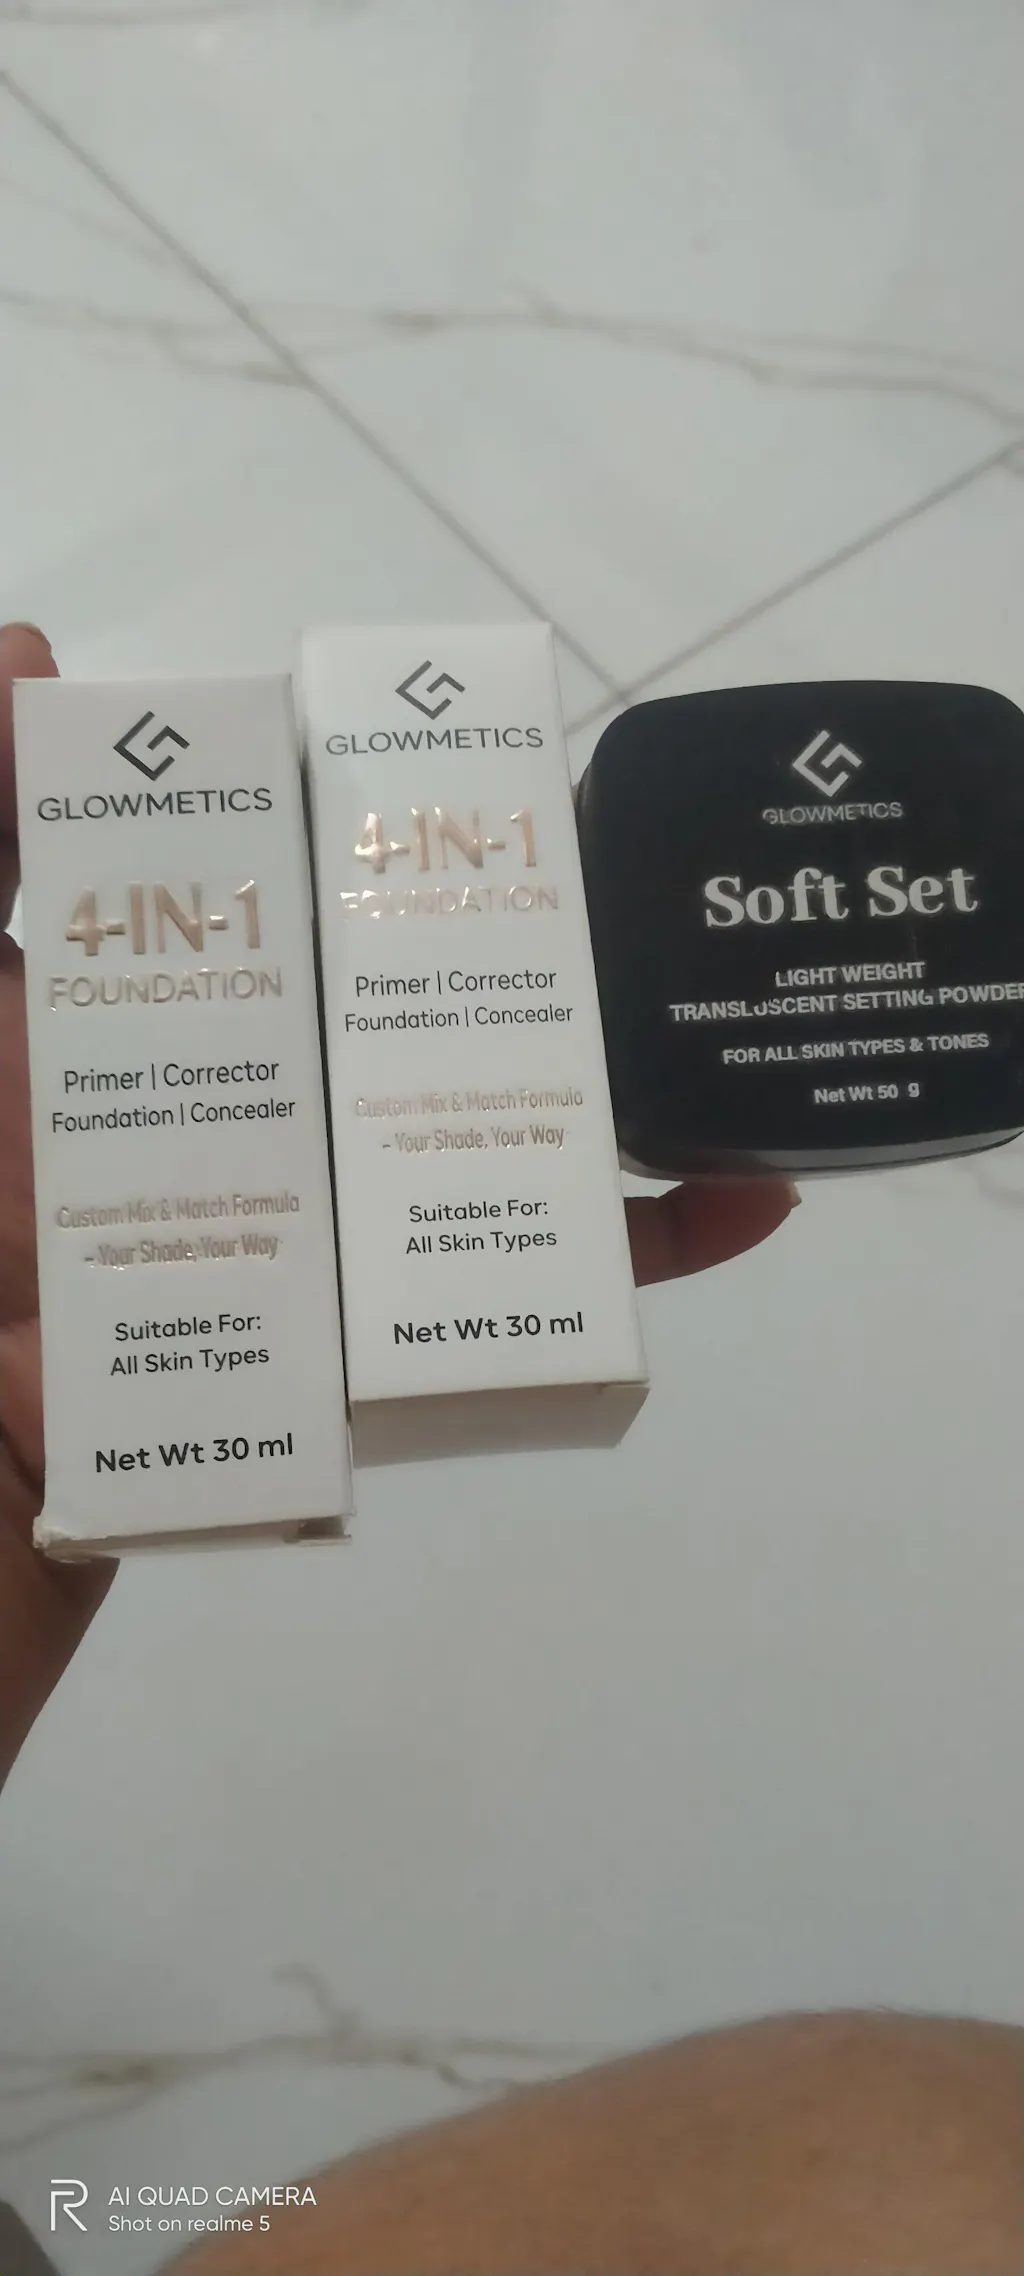 GLOWMETICS
4-IN-1
FOUNDATION
Primer | Corrector
Foundation | Concealer
Custom Mix & Match Formula
- Your Shade, Your Way
Suitable For:
All Skin Types
Net Wt 30 ml
GLOWMETICS
4-IN-1
FOUNDATION
Primer | Corrector
Foundation | Concealer
Custom Mix & Match Formula
- Your Shade, Your Way
Suitable For:
All Skin Types
Net Wt 30 ml
GLOWMETICS
Soft Set
LIGHT WEIGHT
TRANSLUSCENT SETTING POWDER
FOR ALL SKIN TYPES & TONES
Net Wt 50 g
R AI QUAD CAMERA
Shot on realme 5